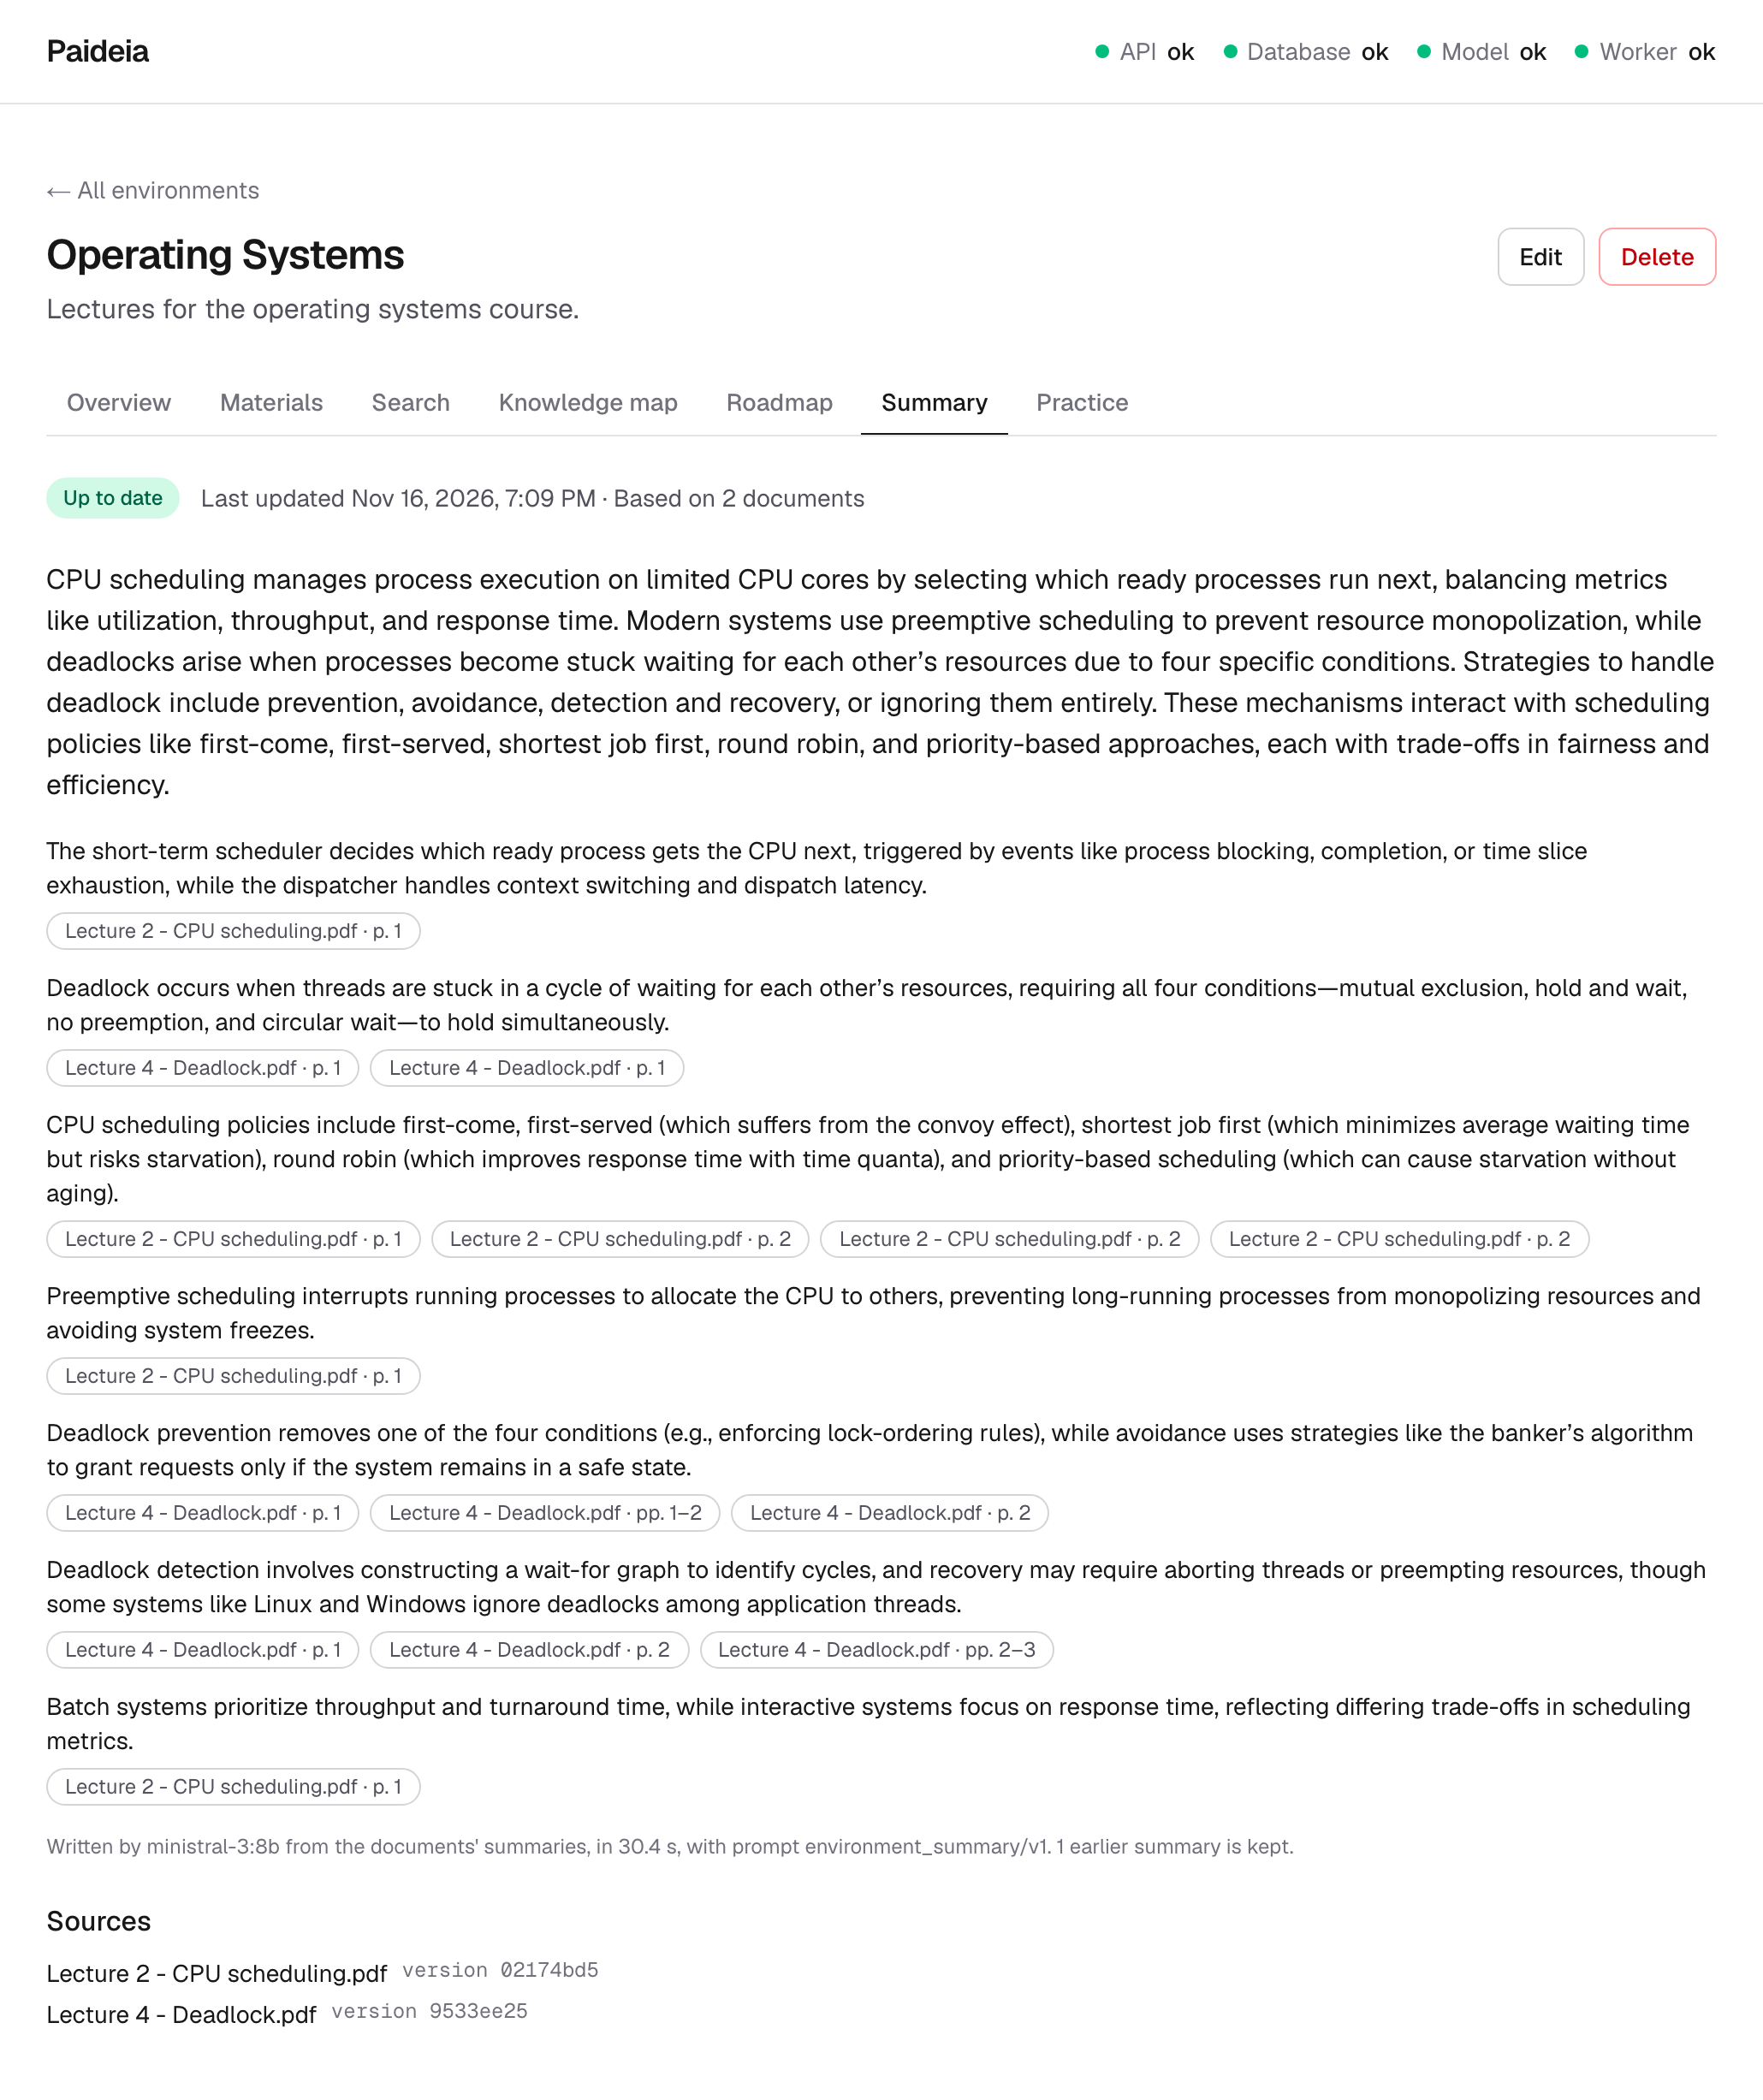 Paideia
API ok Database ok Model ok Worker ok
← All environments
Operating Systems
Edit Delete
Lectures for the operating systems course.
Overview Materials Search Knowledge map Roadmap Summary Practice
Up to date Last updated Nov 16, 2026, 7:09 PM · Based on 2 documents
CPU scheduling manages process execution on limited CPU cores by selecting which ready processes run next, balancing metrics
like utilization, throughput, and response time. Modern systems use preemptive scheduling to prevent resource monopolization, while
deadlocks arise when processes become stuck waiting for each other’s resources due to four specific conditions. Strategies to handle
deadlock include prevention, avoidance, detection and recovery, or ignoring them entirely. These mechanisms interact with scheduling
policies like first-come, first-served, shortest job first, round robin, and priority-based approaches, each with trade-offs in fairness and
efficiency.
The short-term scheduler decides which ready process gets the CPU next, triggered by events like process blocking, completion, or time slice
exhaustion, while the dispatcher handles context switching and dispatch latency.
Lecture 2 - CPU scheduling.pdf · p. 1
Deadlock occurs when threads are stuck in a cycle of waiting for each other’s resources, requiring all four conditions—mutual exclusion, hold and wait,
no preemption, and circular wait—to hold simultaneously.
Lecture 4 - Deadlock.pdf · p. 1 Lecture 4 - Deadlock.pdf · p. 1
CPU scheduling policies include first-come, first-served (which suffers from the convoy effect), shortest job first (which minimizes average waiting time
but risks starvation), round robin (which improves response time with time quanta), and priority-based scheduling (which can cause starvation without
aging).
Lecture 2 - CPU scheduling.pdf · p. 1 Lecture 2 - CPU scheduling.pdf · p. 2 Lecture 2 - CPU scheduling.pdf · p. 2 Lecture 2 - CPU scheduling.pdf · p. 2
Preemptive scheduling interrupts running processes to allocate the CPU to others, preventing long-running processes from monopolizing resources and
avoiding system freezes.
Lecture 2 - CPU scheduling.pdf · p. 1
Deadlock prevention removes one of the four conditions (e.g., enforcing lock-ordering rules), while avoidance uses strategies like the banker’s algorithm
to grant requests only if the system remains in a safe state.
Lecture 4 - Deadlock.pdf · p. 1 Lecture 4 - Deadlock.pdf · pp. 1–2 Lecture 4 - Deadlock.pdf · p. 2
Deadlock detection involves constructing a wait-for graph to identify cycles, and recovery may require aborting threads or preempting resources, though
some systems like Linux and Windows ignore deadlocks among application threads.
Lecture 4 - Deadlock.pdf · p. 1 Lecture 4 - Deadlock.pdf · p. 2 Lecture 4 - Deadlock.pdf · pp. 2–3
Batch systems prioritize throughput and turnaround time, while interactive systems focus on response time, reflecting differing trade-offs in scheduling
metrics.
Lecture 2 - CPU scheduling.pdf · p. 1
Written by ministral-3:8b from the documents' summaries, in 30.4 s, with prompt environment_summary/v1. 1 earlier summary is kept.
Sources
Lecture 2 - CPU scheduling.pdf version 02174bd5
Lecture 4 - Deadlock.pdf version 9533ee25